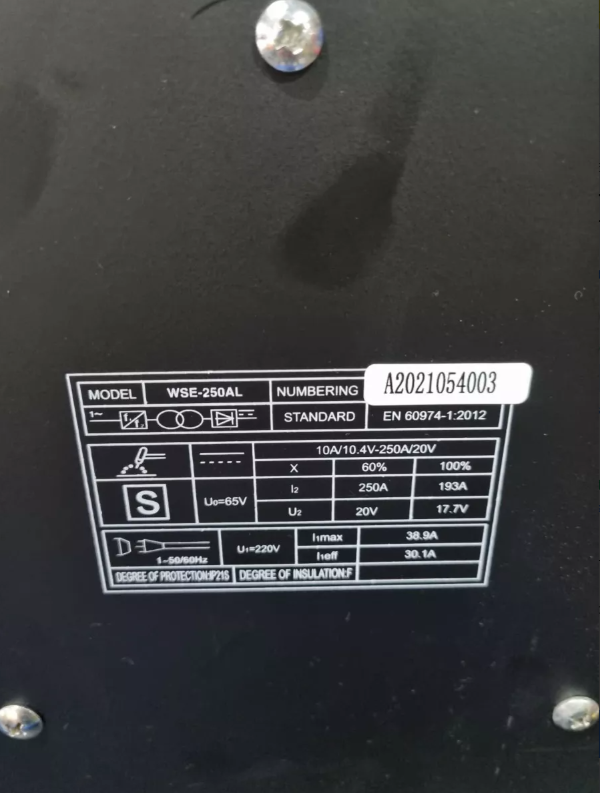 MODEL WSE-250AL NUMBERING A2021054003
1~ STANDARD EN 60974-1:2012
10A/10.4V-250A/20V
X 60% 100%
S U₀=65V I₂ 250A 193A
U₂ 20V 17.7V
U₁=220V I₁max 38.9A
1~50/60Hz I₁eff 30.1A
DEGREE OF PROTECTION:IP21S DEGREE OF INSULATION:F